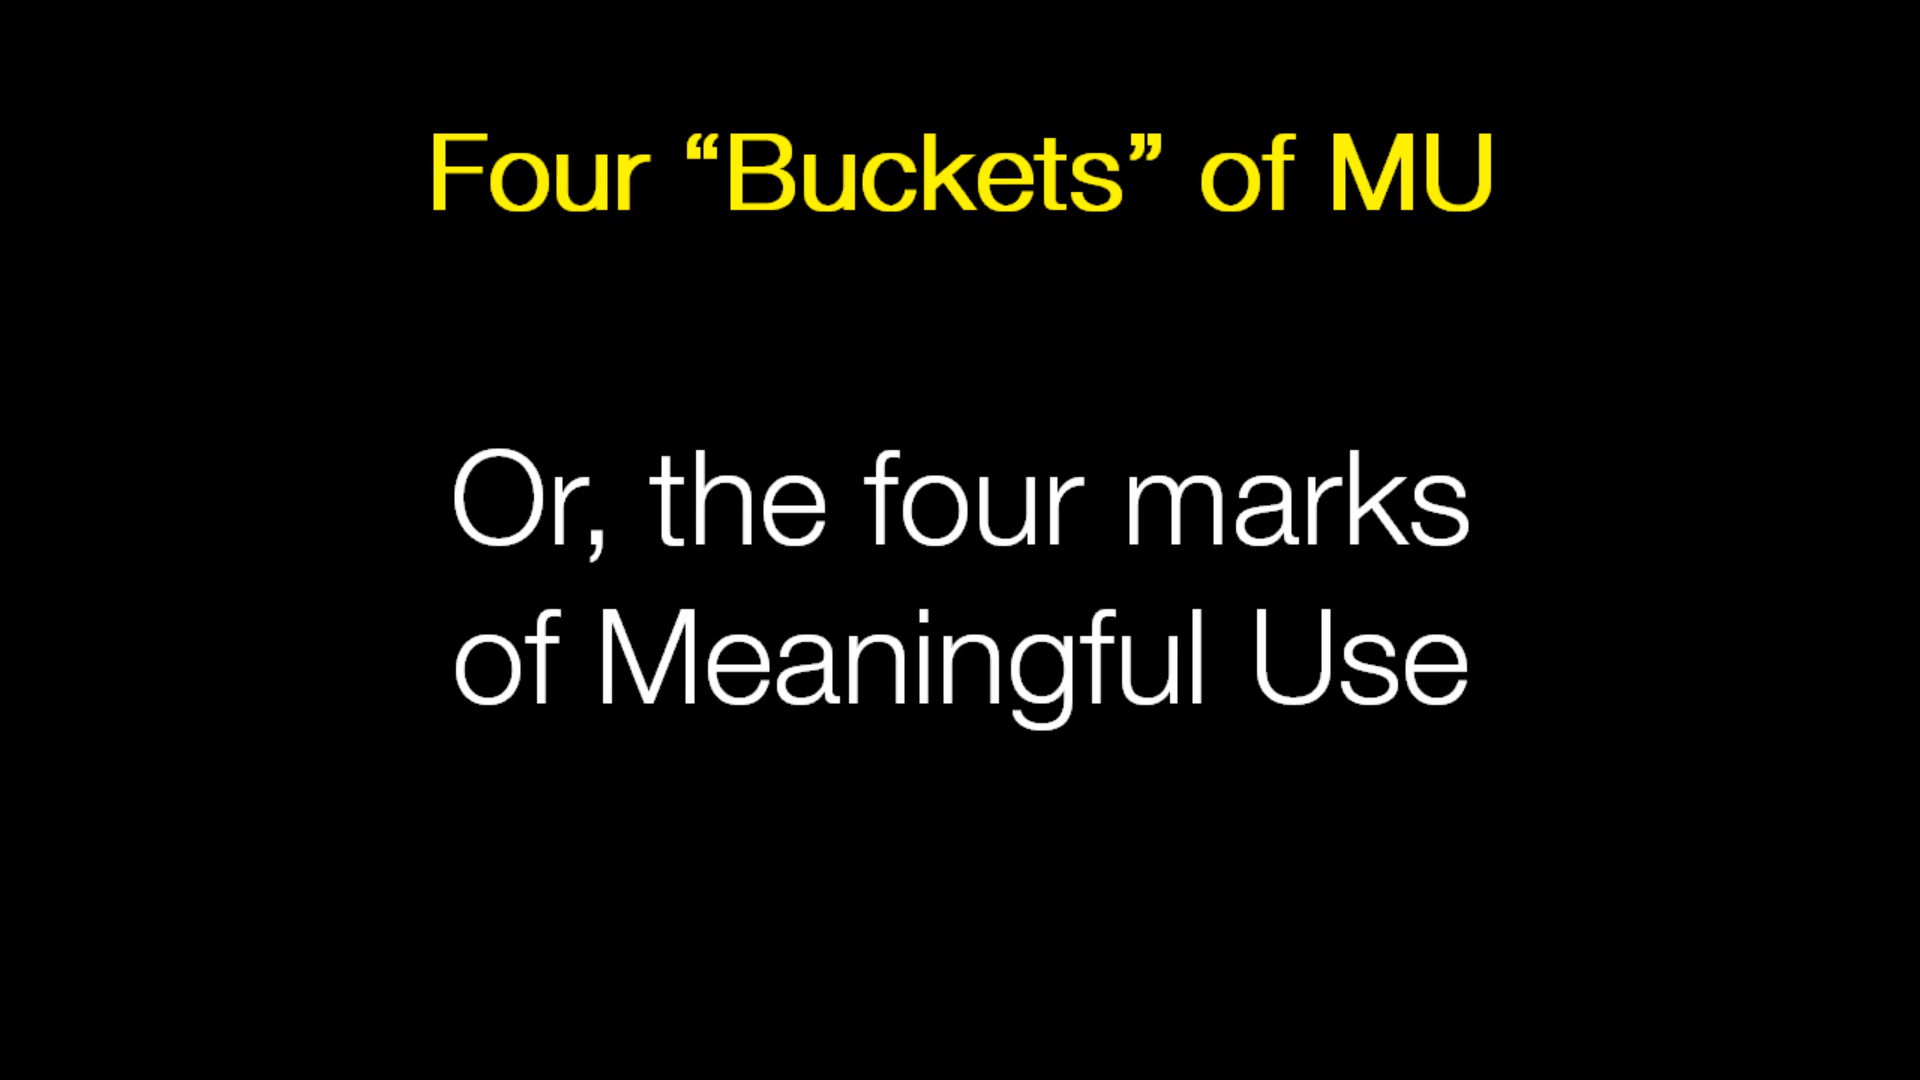 Four “Buckets” of MU
Or, the four marks
of Meaningful Use